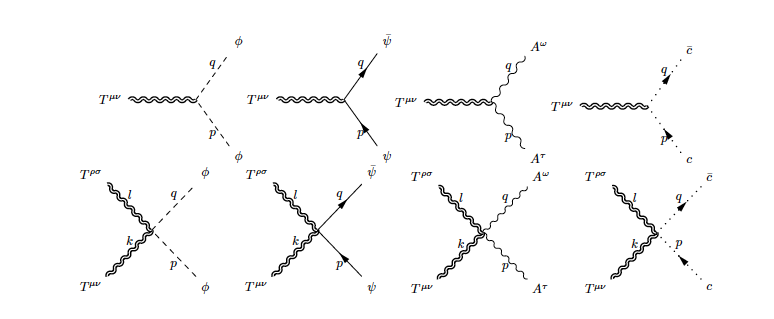 ϕ ψ̄ A^ω c̄
q q q q
T^{μν} T^{μν} T^{μν} T^{μν}
p p p p
ϕ ψ A^τ c
T^{ρσ} ϕ T^{ρσ} ψ̄ T^{ρσ} A^ω T^{ρσ} c̄
l q l q l q l q
k p k p k p k p
T^{μν} ϕ T^{μν} ψ T^{μν} A^τ T^{μν} c